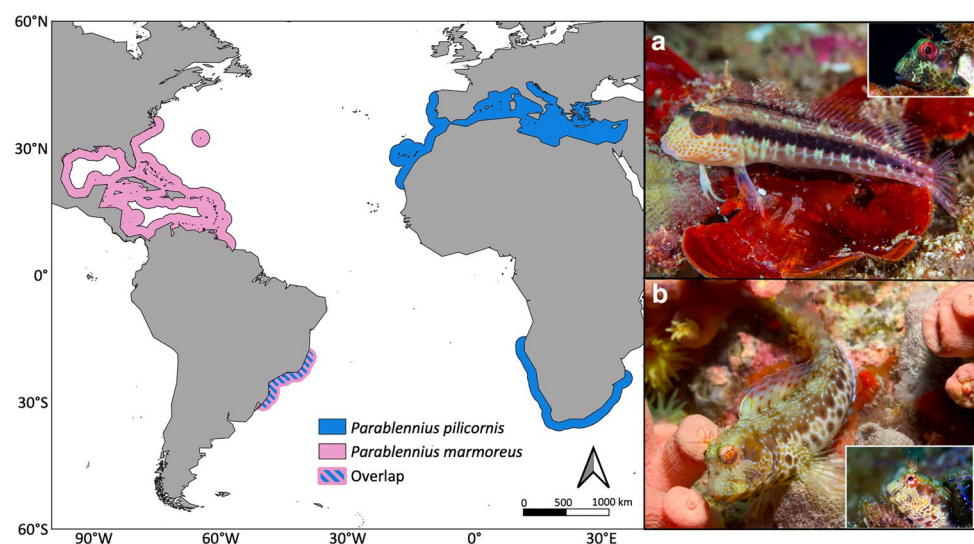 60°N
30°N
0°
30°S
60°S
90°W
60°W
30°W
0°
30°E
Parablennius pilicornis
Parablennius marmoreus
Overlap
0 500 1000 km
a
b